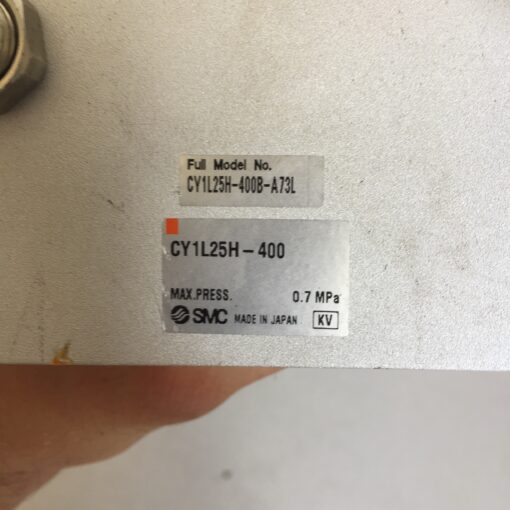 Full Model No.
CY1L25H-400B-A73L
CY1L25H-400
MAX.PRESS. 0.7 MPa
SMC MADE IN JAPAN KV